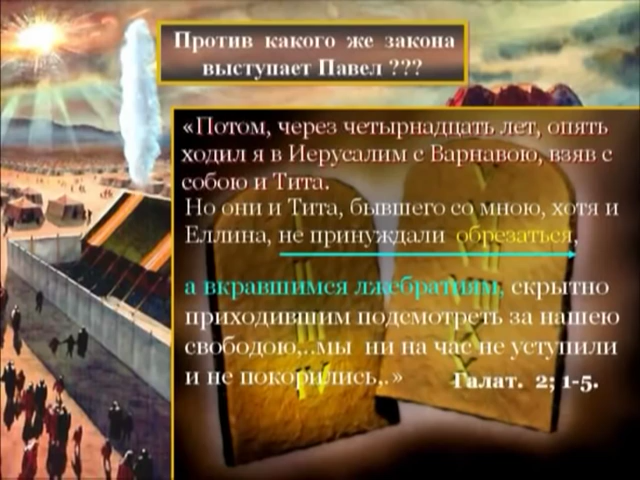 Против какого же закона
выступает Павел ???
«Потом, через четырнадцать лет, опять
ходил я в Иерусалим с Варнавою, взяв с
собою и Тита.
Но они и Тита, бывшего со мною, хотя и
Еллина, не принуждали обрезаться,
а вкравшимся лжебратиям, скрытно
приходившим подсмотреть за нашею
свободою,..мы ни на час не уступили
и не покорились,.»
Галат. 2; 1-5.